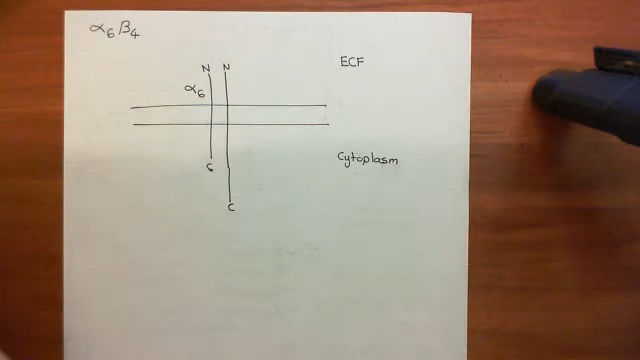 α6β4
N N
ECF
α6
Cytoplasm
C
C